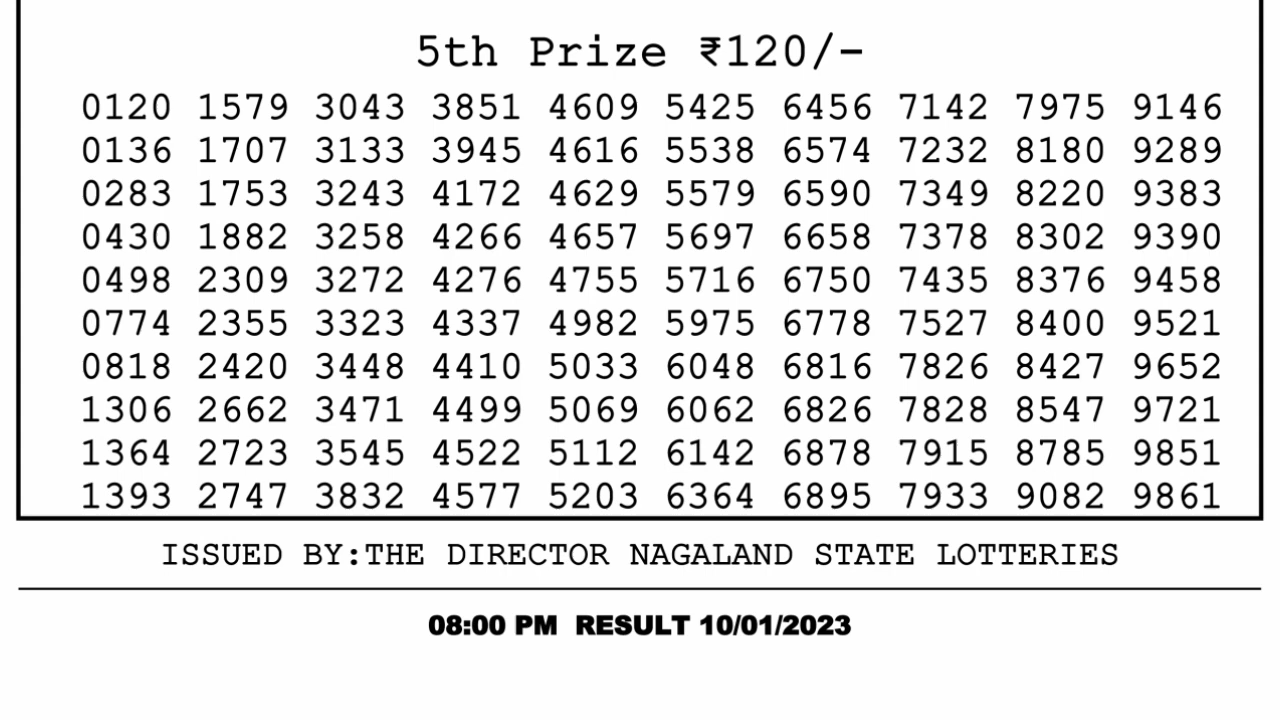 5th Prize ₹120/-
0120 1579 3043 3851 4609 5425 6456 7142 7975 9146
0136 1707 3133 3945 4616 5538 6574 7232 8180 9289
0283 1753 3243 4172 4629 5579 6590 7349 8220 9383
0430 1882 3258 4266 4657 5697 6658 7378 8302 9390
0498 2309 3272 4276 4755 5716 6750 7435 8376 9458
0774 2355 3323 4337 4982 5975 6778 7527 8400 9521
0818 2420 3448 4410 5033 6048 6816 7826 8427 9652
1306 2662 3471 4499 5069 6062 6826 7828 8547 9721
1364 2723 3545 4522 5112 6142 6878 7915 8785 9851
1393 2747 3832 4577 5203 6364 6895 7933 9082 9861
ISSUED BY:THE DIRECTOR NAGALAND STATE LOTTERIES
08:00 PM RESULT 10/01/2023